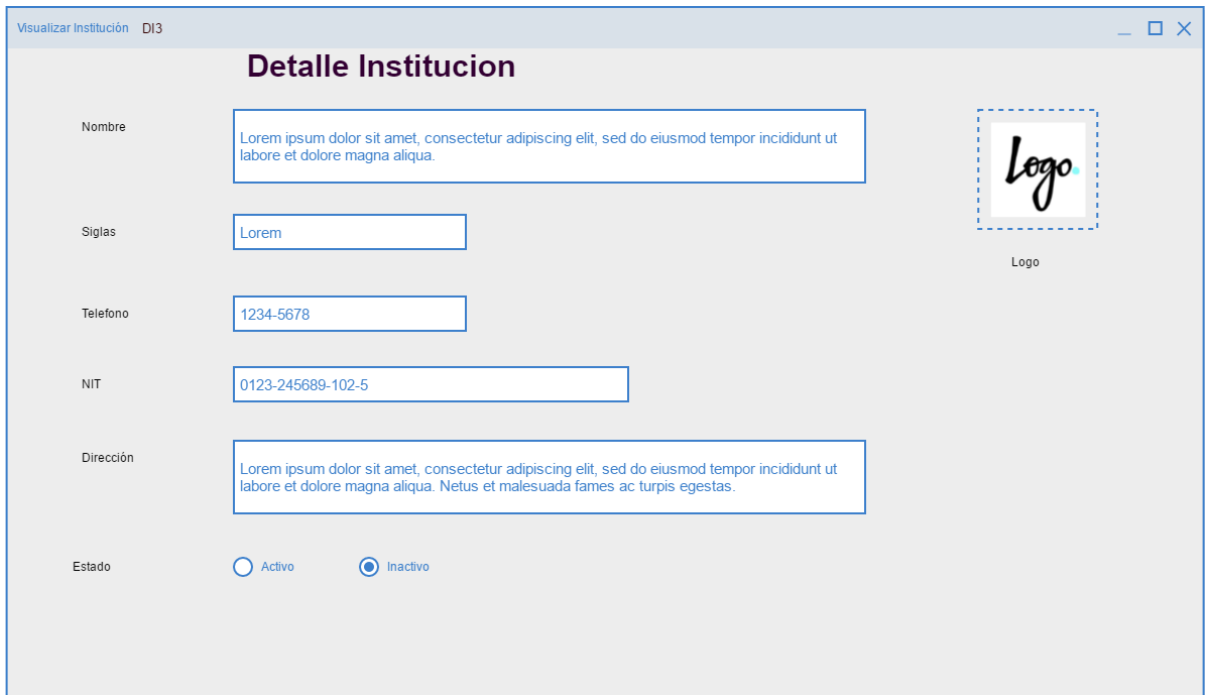 Visualizar Institución DI3
Detalle Institucion
Nombre
Lorem ipsum dolor sit amet, consectetur adipiscing elit, sed do eiusmod tempor incididunt ut
labore et dolore magna aliqua.
Logo.
Logo
Siglas
Lorem
Telefono
1234-5678
NIT
0123-245689-102-5
Dirección
Lorem ipsum dolor sit amet, consectetur adipiscing elit, sed do eiusmod tempor incididunt ut
labore et dolore magna aliqua. Netus et malesuada fames ac turpis egestas.
Estado
Activo
Inactivo